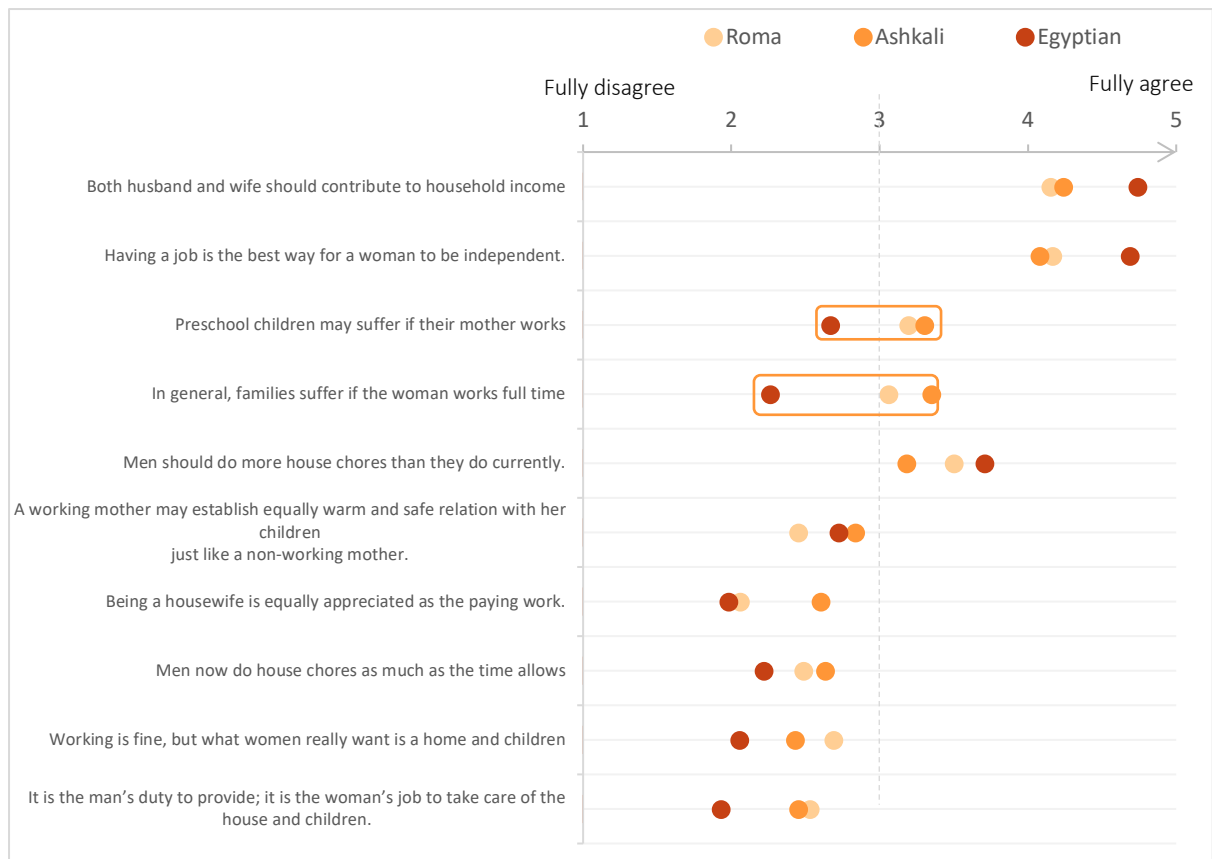 Roma Ashkali Egyptian
Fully disagree Fully agree
1 2 3 4 5
Both husband and wife should contribute to household income
Having a job is the best way for a woman to be independent.
Preschool children may suffer if their mother works
In general, families suffer if the woman works full time
Men should do more house chores than they do currently.
A working mother may establish equally warm and safe relation with her
children
just like a non-working mother.
Being a housewife is equally appreciated as the paying work.
Men now do house chores as much as the time allows
Working is fine, but what women really want is a home and children
It is the man’s duty to provide; it is the woman’s job to take care of the
house and children.